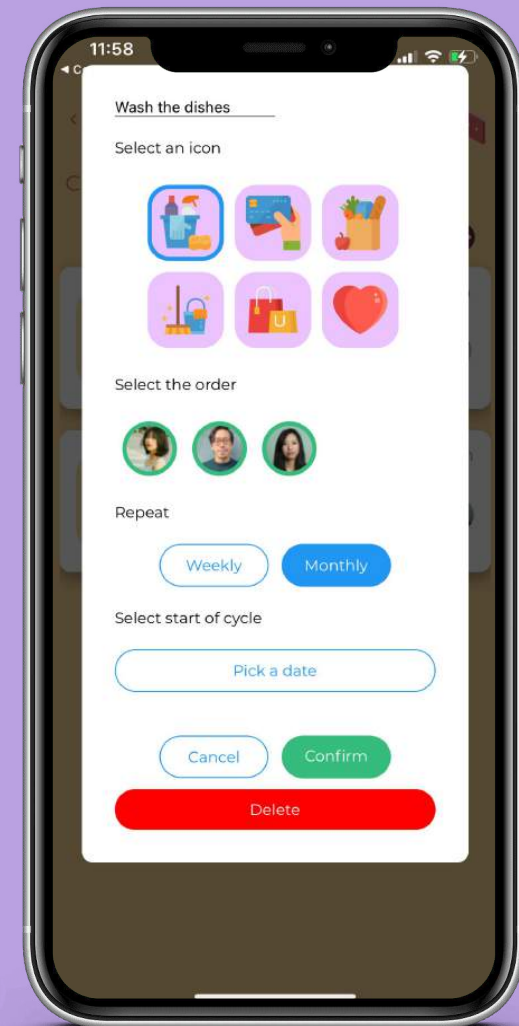 11:58
Wash the dishes
Select an icon
Select the order
Repeat
Weekly Monthly
Select start of cycle
Pick a date
Cancel Confirm
Delete